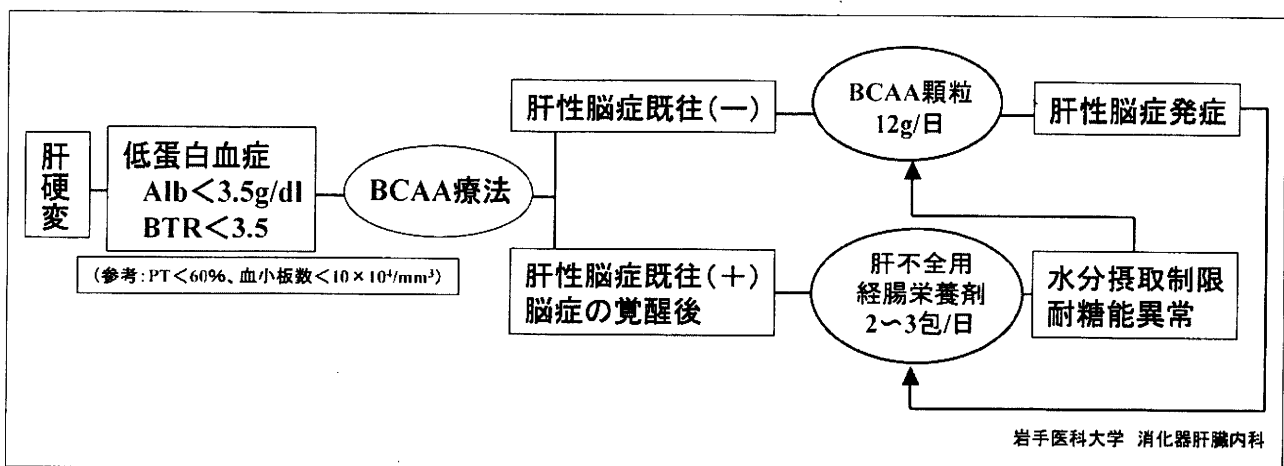 肝硬変
低蛋白血症
Alb<3.5g/dl
BTR<3.5
(参考:PT<60%、血小板数<10×10⁴/mm³)
BCAA療法
肝性脳症既往(ー)
BCAA顆粒
12g/日
肝性脳症発症
肝性脳症既往(+)
脳症の覚醒後
肝不全用
経腸栄養剤
2〜3包/日
水分摂取制限
耐糖能異常
岩手医科大学 消化器肝臓内科